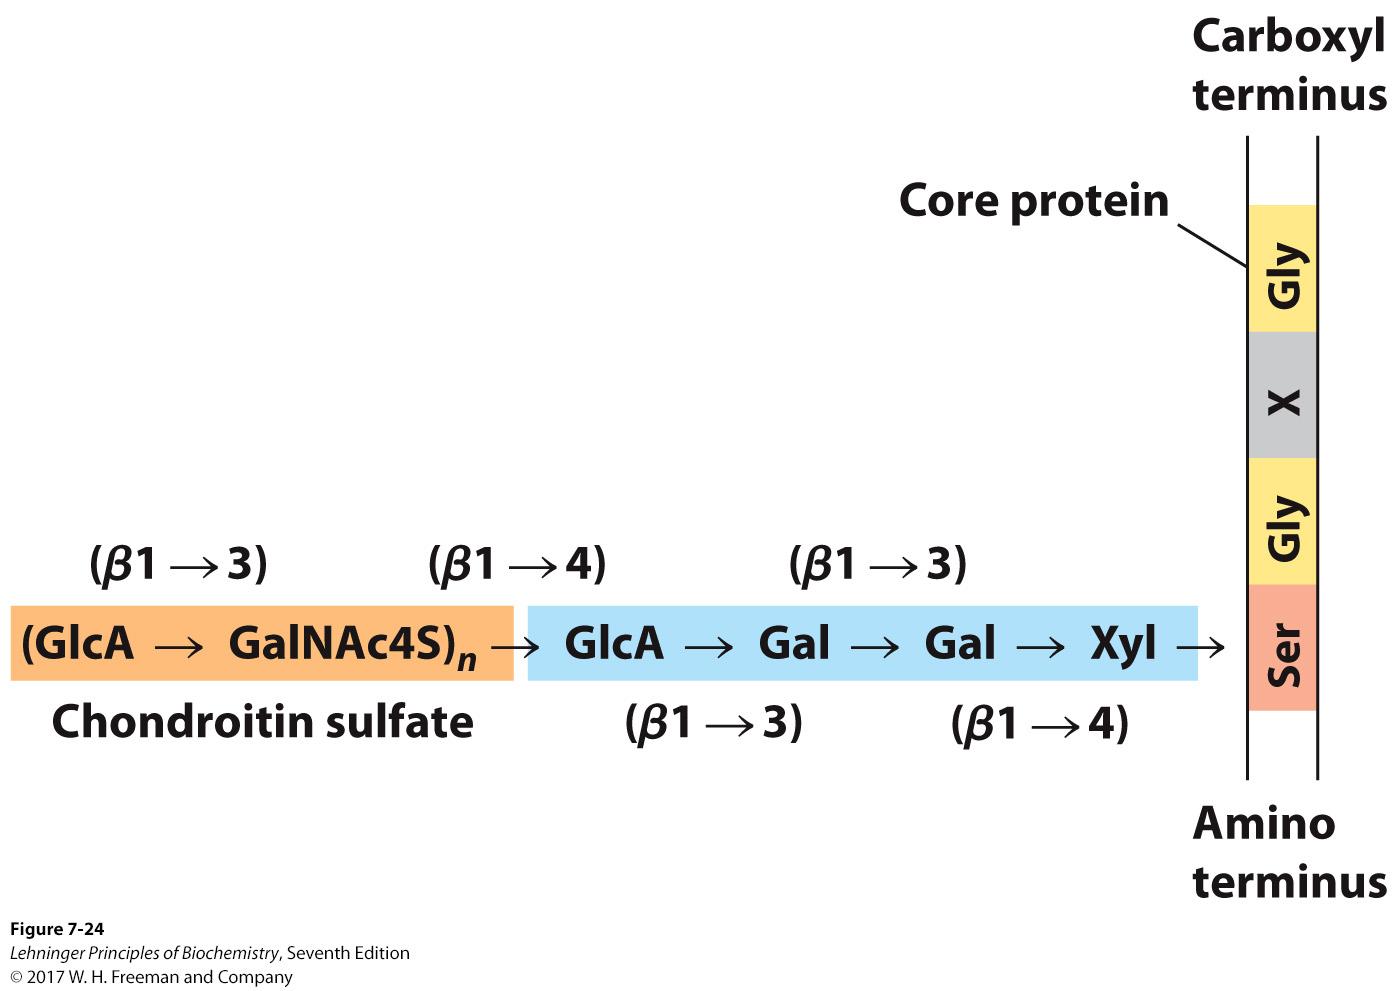 Carboxyl
terminus
Core protein
Gly
X
Gly
Ser
(β1 → 3) (β1 → 4) (β1 → 3)
(GlcA → GalNAc4S)n → GlcA → Gal → Gal → Xyl →
Chondroitin sulfate (β1 → 3) (β1 → 4)
Amino
terminus
Figure 7-24
Lehninger Principles of Biochemistry, Seventh Edition
© 2017 W. H. Freeman and Company